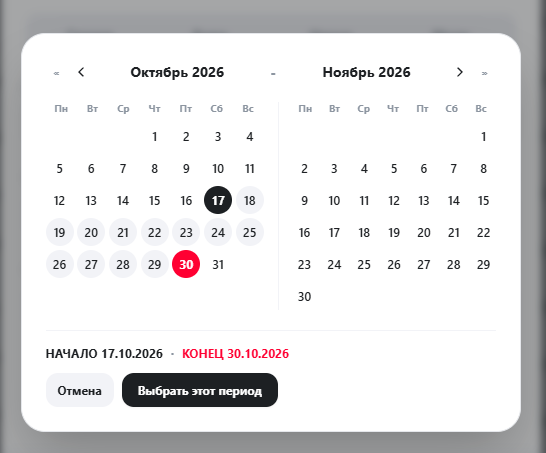 « < Октябрь 2026 - Ноябрь 2026 > »
Пн Вт Ср Чт Пт Сб Вс Пн Вт Ср Чт Пт Сб Вс
1 2 3 4 1
5 6 7 8 9 10 11 2 3 4 5 6 7 8
12 13 14 15 16 17 18 9 10 11 12 13 14 15
19 20 21 22 23 24 25 16 17 18 19 20 21 22
26 27 28 29 30 31 23 24 25 26 27 28 29
30
НАЧАЛО 17.10.2026 · КОНЕЦ 30.10.2026
Отмена Выбрать этот период